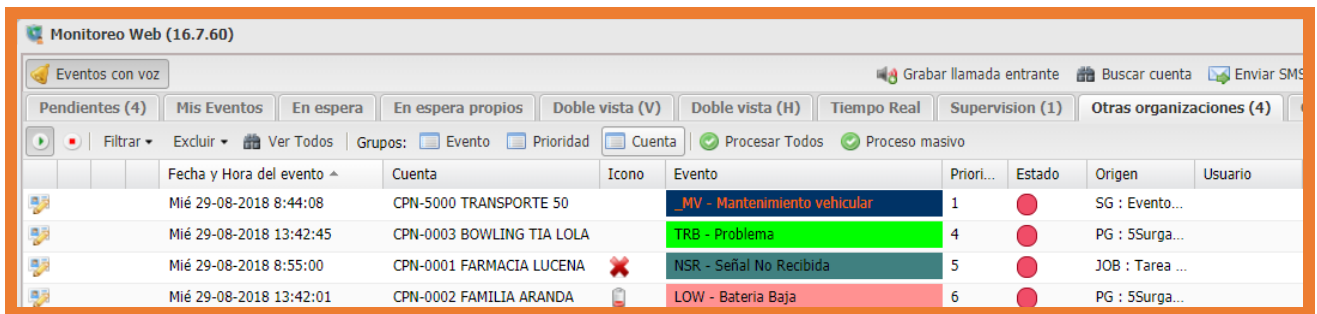 Monitoreo Web (16.7.60)
Eventos con voz Grabar llamada entrante Buscar cuenta Enviar SMS
Pendientes (4) Mis Eventos En espera En espera propios Doble vista (V) Doble vista (H) Tiempo Real Supervision (1) Otras organizaciones (4)
Filtrar Excluir Ver Todos Grupos: Evento Prioridad Cuenta Procesar Todos Proceso masivo
Fecha y Hora del evento Cuenta Icono Evento Priori... Estado Origen Usuario
Mié 29-08-2018 8:44:08 CPN-5000 TRANSPORTE 50 _MV - Mantenimiento vehicular 1 SG : Evento...
Mié 29-08-2018 13:42:45 CPN-0003 BOWLING TIA LOLA TRB - Problema 4 PG : 5Surga...
Mié 29-08-2018 8:55:00 CPN-0001 FARMACIA LUCENA NSR - Señal No Recibida 5 JOB : Tarea ...
Mié 29-08-2018 13:42:01 CPN-0002 FAMILIA ARANDA LOW - Bateria Baja 6 PG : 5Surga...